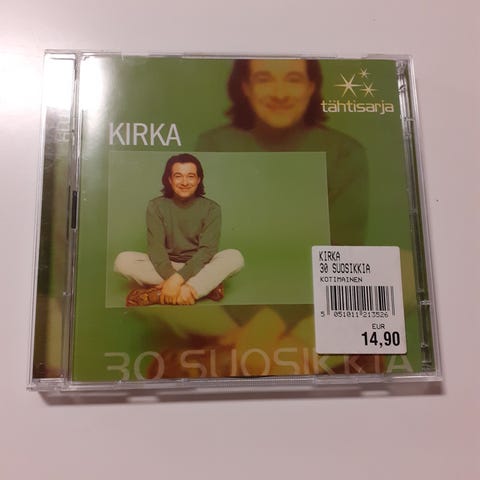 tähtisarja
KIRKA
KIRKA
30 SUOSIKKIA
KOTIMAINEN
5 051011 213526
EUR
14,90
30 SUOSIKKIA